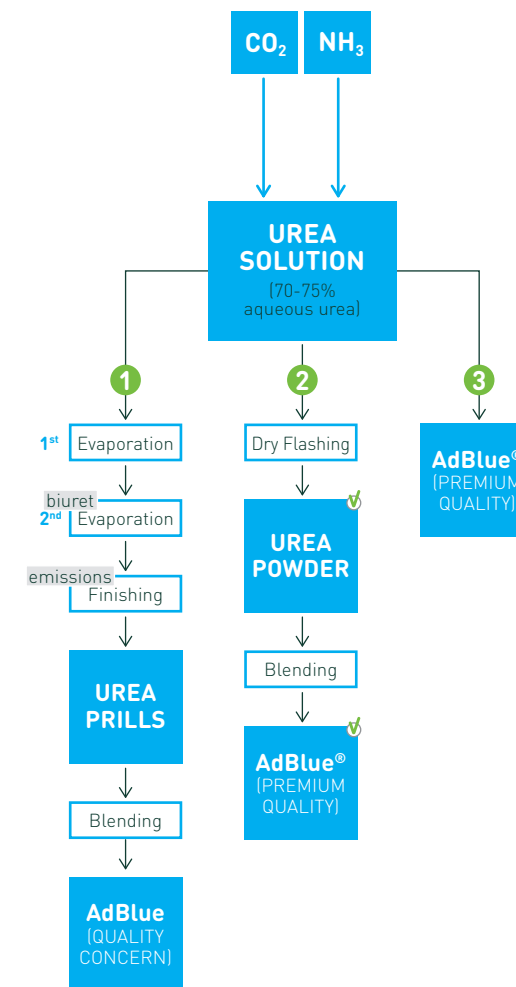 CO₂ NH₃
UREA
SOLUTION
(70-75%
aqueous urea)
1
1st Evaporation
biuret
2nd Evaporation
emissions
Finishing
UREA
PRILLS
Blending
AdBlue
(QUALITY
CONCERN)
2
Dry Flashing
UREA
POWDER
Blending
AdBlue®
(PREMIUM
QUALITY)
3
AdBlue®
(PREMIUM
QUALITY)